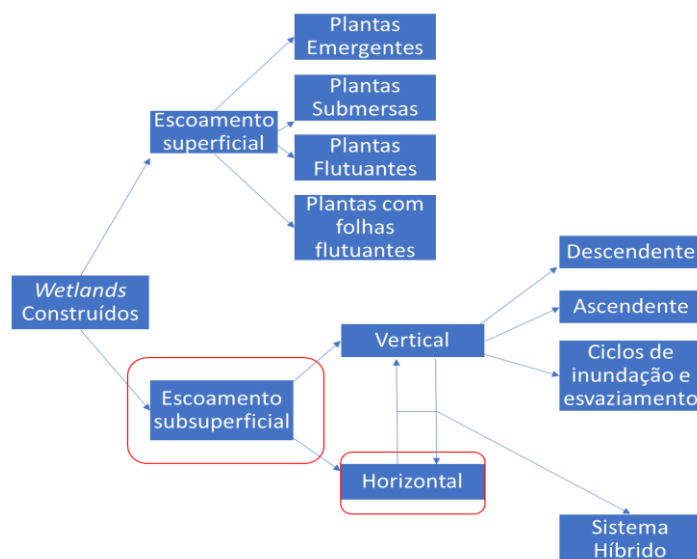 Plantas
Emergentes
Plantas
Submersas
Escoamento
superficial
Plantas
Flutuantes
Plantas com
folhas
flutuantes
Wetlands
Construídos
Descendente
Ascendente
Vertical
Ciclos de
inundação e
esvaziamento
Escoamento
subsuperficial
Horizontal
Sistema
Híbrido